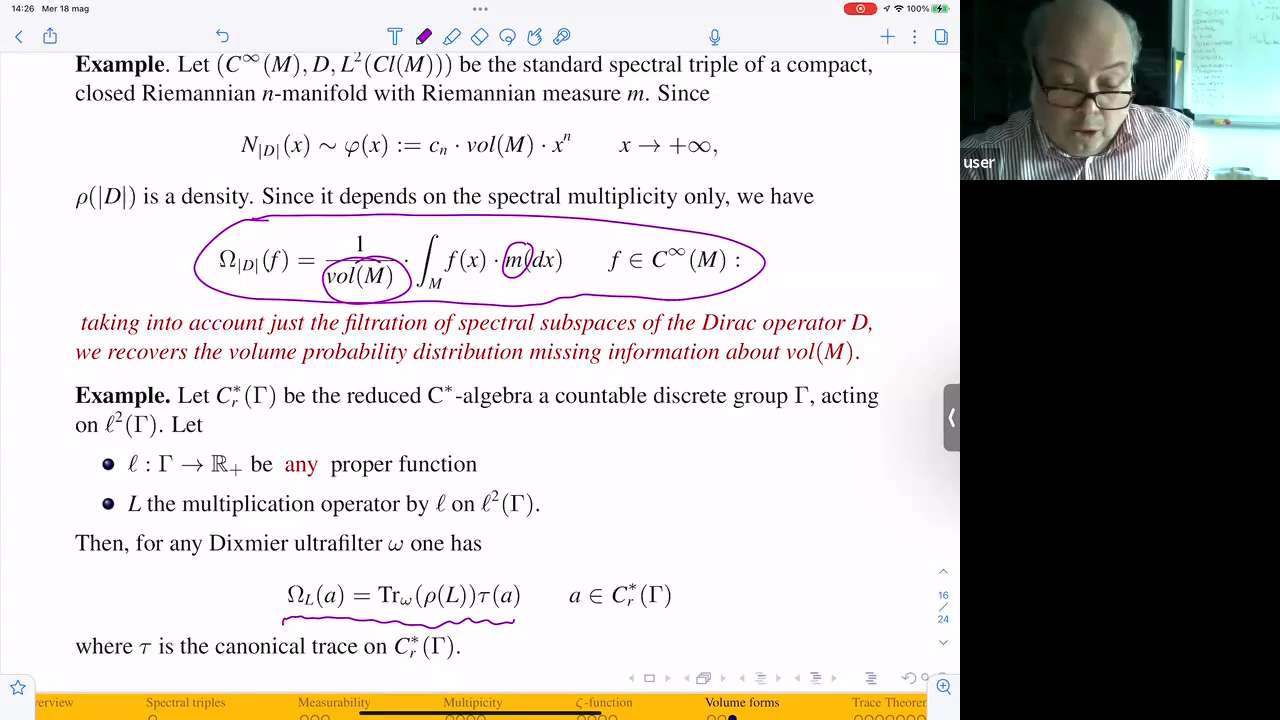 14:26 Mer 18 mag
100%
Example. Let (C^∞(M), D, L²(Cl(M))) be the standard spectral triple of a compact,
closed Riemannian n-manifold with Riemannian measure m. Since
N_{|D|}(x) ∼ φ(x) := c_n · vol(M) · x^n x → +∞,
ρ(|D|) is a density. Since it depends on the spectral multiplicity only, we have
Ω_{|D|}(f) = 1/vol(M) · ∫_M f(x) · m(dx) f ∈ C^∞(M) :
taking into account just the filtration of spectral subspaces of the Dirac operator D,
we recovers the volume probability distribution missing information about vol(M).
Example. Let C*_r(Γ) be the reduced C*-algebra a countable discrete group Γ, acting
on ℓ²(Γ). Let
ℓ : Γ → ℝ₊ be any proper function
L the multiplication operator by ℓ on ℓ²(Γ).
Then, for any Dixmier ultrafilter ω one has
Ω_L(a) = Tr_ω(ρ(L))τ(a) a ∈ C*_r(Γ)
where τ is the canonical trace on C*_r(Γ).
16
/
24
verview Spectral triples Measurability Multipicity ζ-function Volume forms Trace Theorem
user